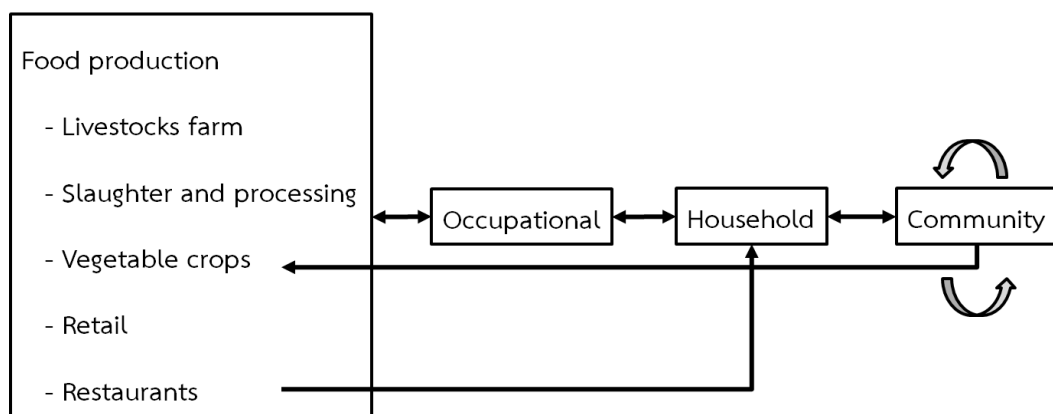 Food production
- Livestocks farm
- Slaughter and processing
- Vegetable crops
- Retail
- Restaurants
Occupational
Household
Community